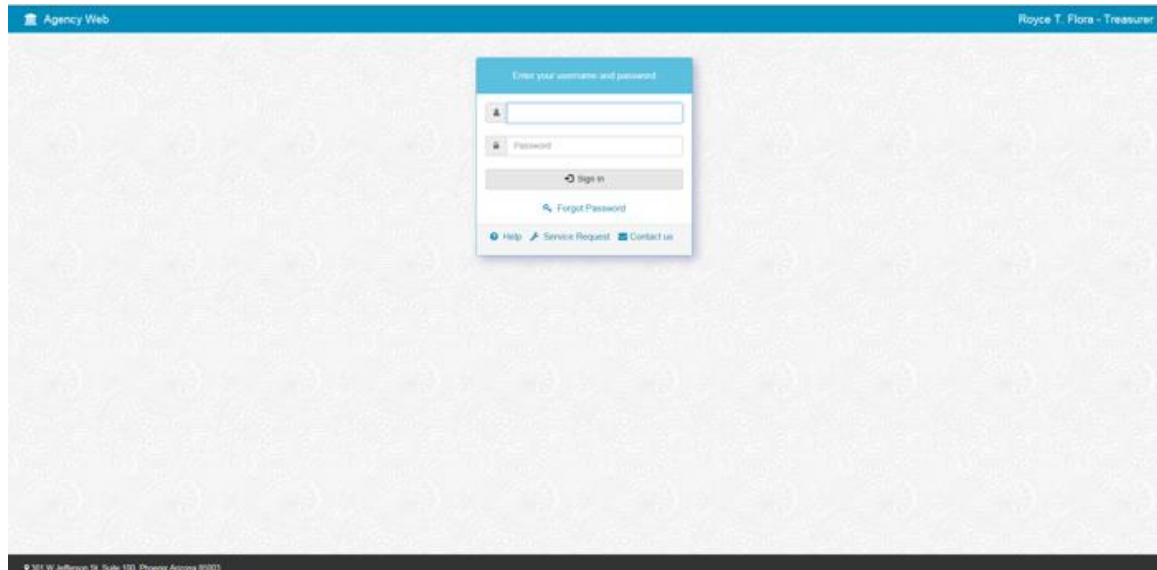 Agency Web
Royce T. Flora - Treasurer
Enter your username and password
Password
Sign in
Forgot Password
Help Service Request Contact us
301 W Jefferson St. Suite 100, Phoenix Arizona 85003